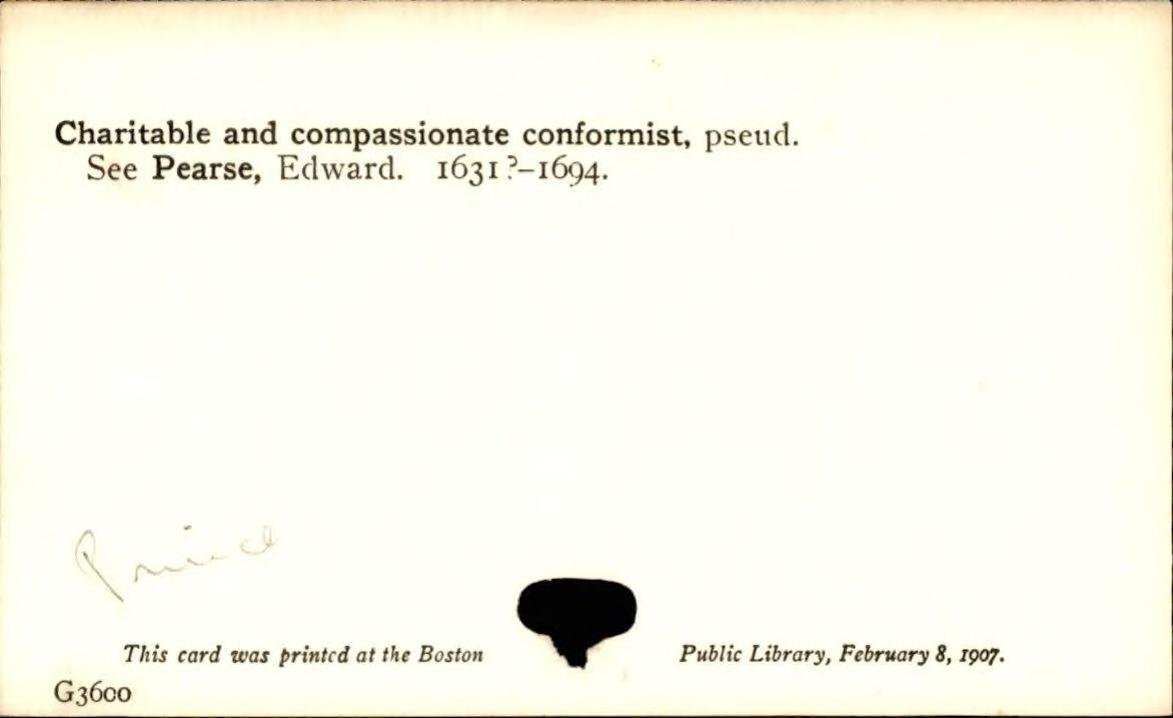 Charitable and compassionate conformist, pseud.
See Pearse, Edward. 1631?–1694.
Prince
This card was printed at the Boston Public Library, February 8, 1907.
G3600